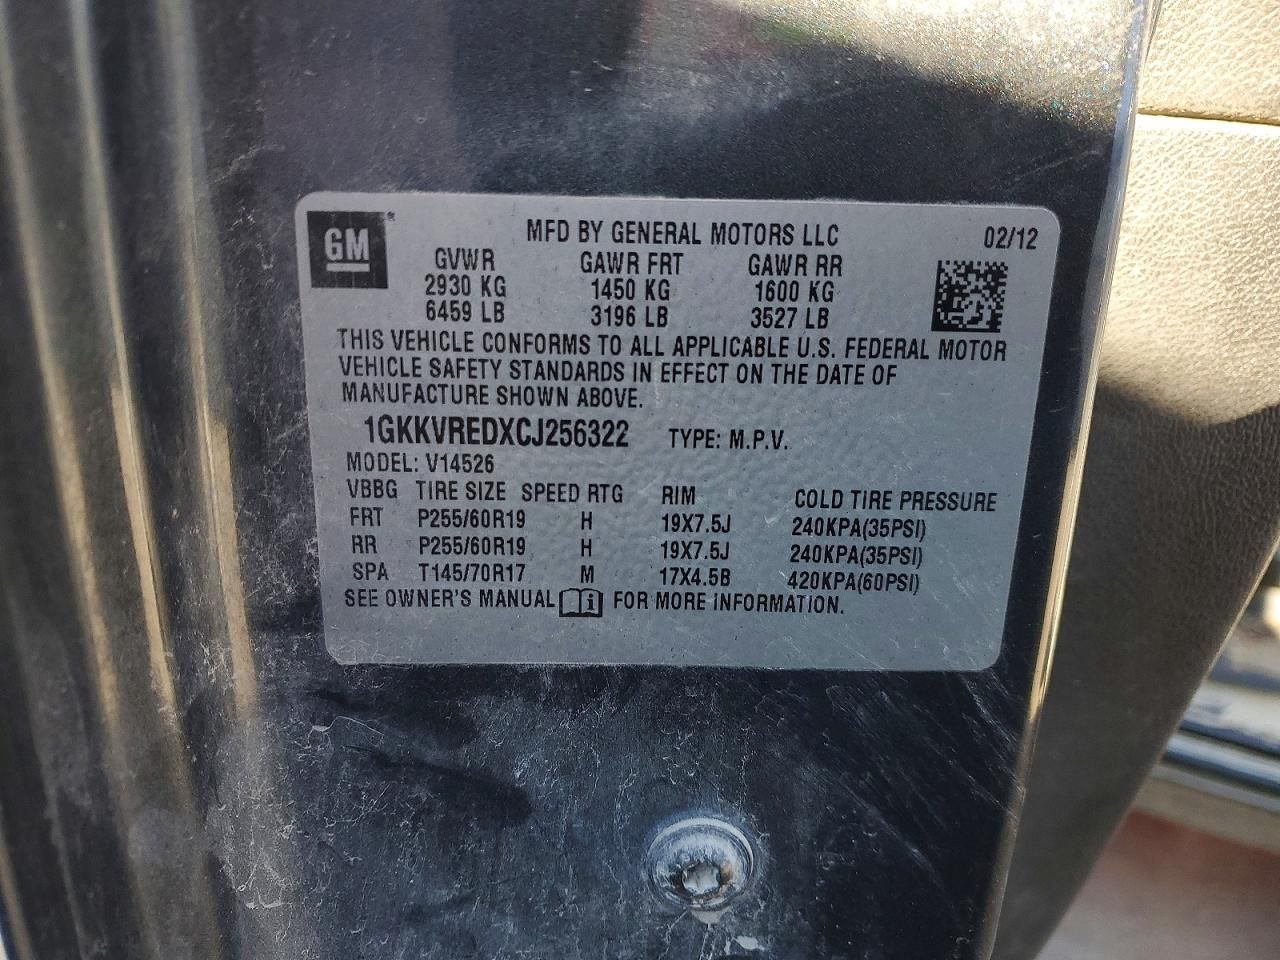 GM
MFD BY GENERAL MOTORS LLC 02/12
GVWR GAWR FRT GAWR RR
2930 KG 1450 KG 1600 KG
6459 LB 3196 LB 3527 LB
THIS VEHICLE CONFORMS TO ALL APPLICABLE U.S. FEDERAL MOTOR
VEHICLE SAFETY STANDARDS IN EFFECT ON THE DATE OF
MANUFACTURE SHOWN ABOVE.
1GKKVREDXCJ256322 TYPE: M.P.V.
MODEL: V14526
VBBG TIRE SIZE SPEED RTG RIM COLD TIRE PRESSURE
FRT P255/60R19 H 19X7.5J 240KPA(35PSI)
RR P255/60R19 H 19X7.5J 240KPA(35PSI)
SPA T145/70R17 M 17X4.5B 420KPA(60PSI)
SEE OWNER'S MANUAL FOR MORE INFORMATION.